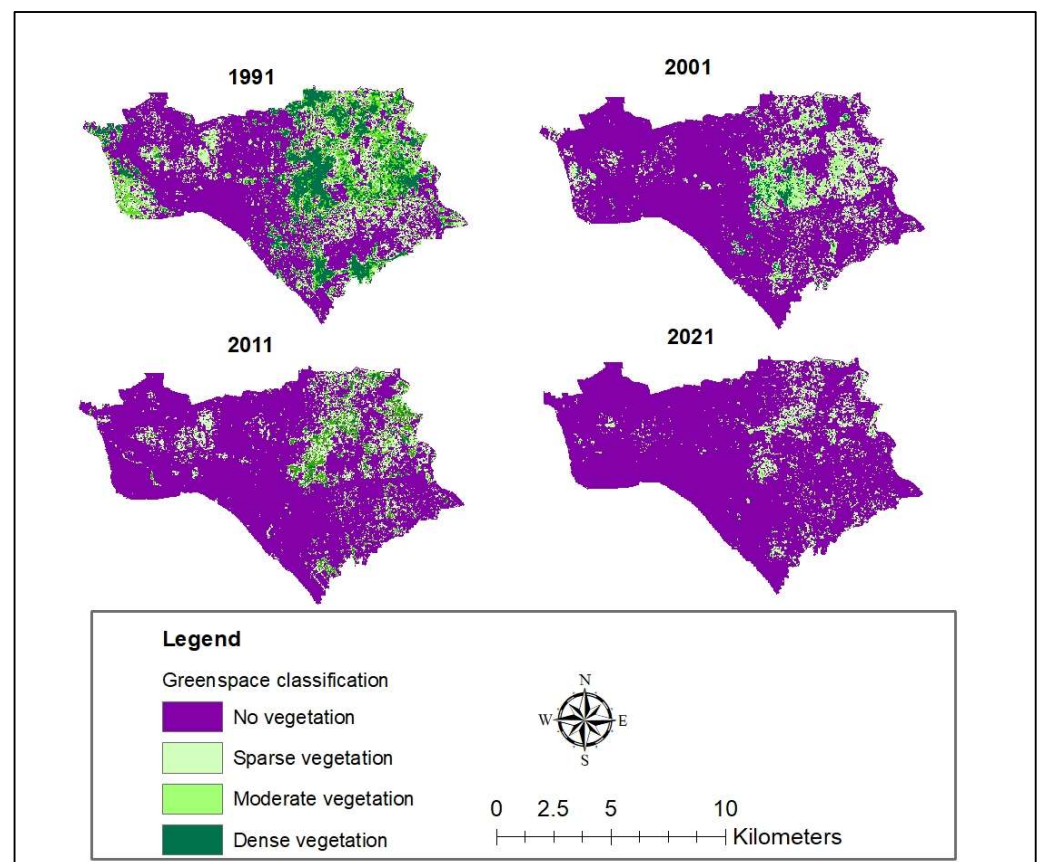 1991
2001
2011
2021
Legend
Greenspace classification
No vegetation
Sparse vegetation
Moderate vegetation
Dense vegetation
N
W E
S
0 2.5 5 10
Kilometers